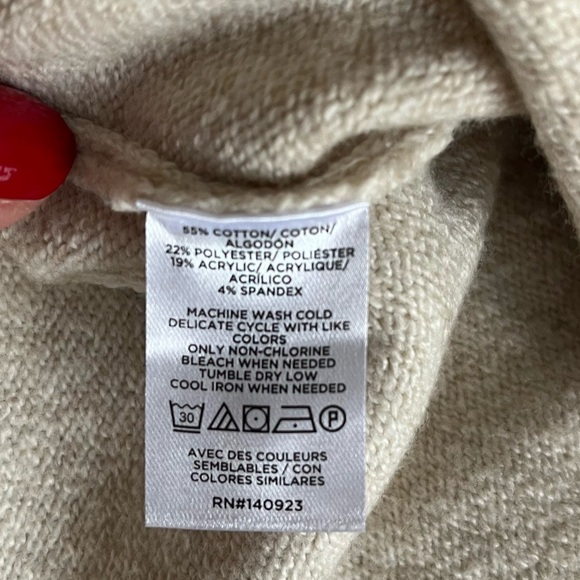 55% COTTON/ COTON/
ALGODÓN
22% POLYESTER/ POLIÉSTER
19% ACRYLIC/ ACRYLIQUE/
ACRÍLICO
4% SPANDEX
MACHINE WASH COLD
DELICATE CYCLE WITH LIKE
COLORS
ONLY NON-CHLORINE
BLEACH WHEN NEEDED
TUMBLE DRY LOW
COOL IRON WHEN NEEDED
30 P
AVEC DES COULEURS
SEMBLABLES / CON
COLORES SIMILARES
RN#140923